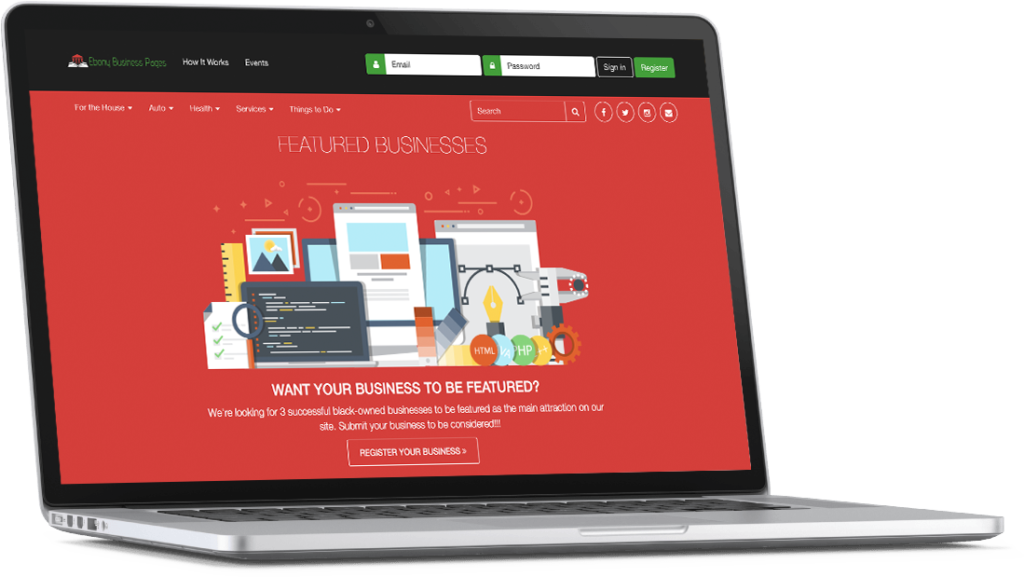 Ebony Business Pages
How It Works
Events
Email
Password
Sign in
Register
For the House
Auto
Health
Services
Things to Do
Search
FEATURED BUSINESSES
HTML
PHP
WANT YOUR BUSINESS TO BE FEATURED?
We're looking for 3 successful black-owned businesses to be featured as the main attraction on our
site. Submit your business to be considered!!!
REGISTER YOUR BUSINESS »